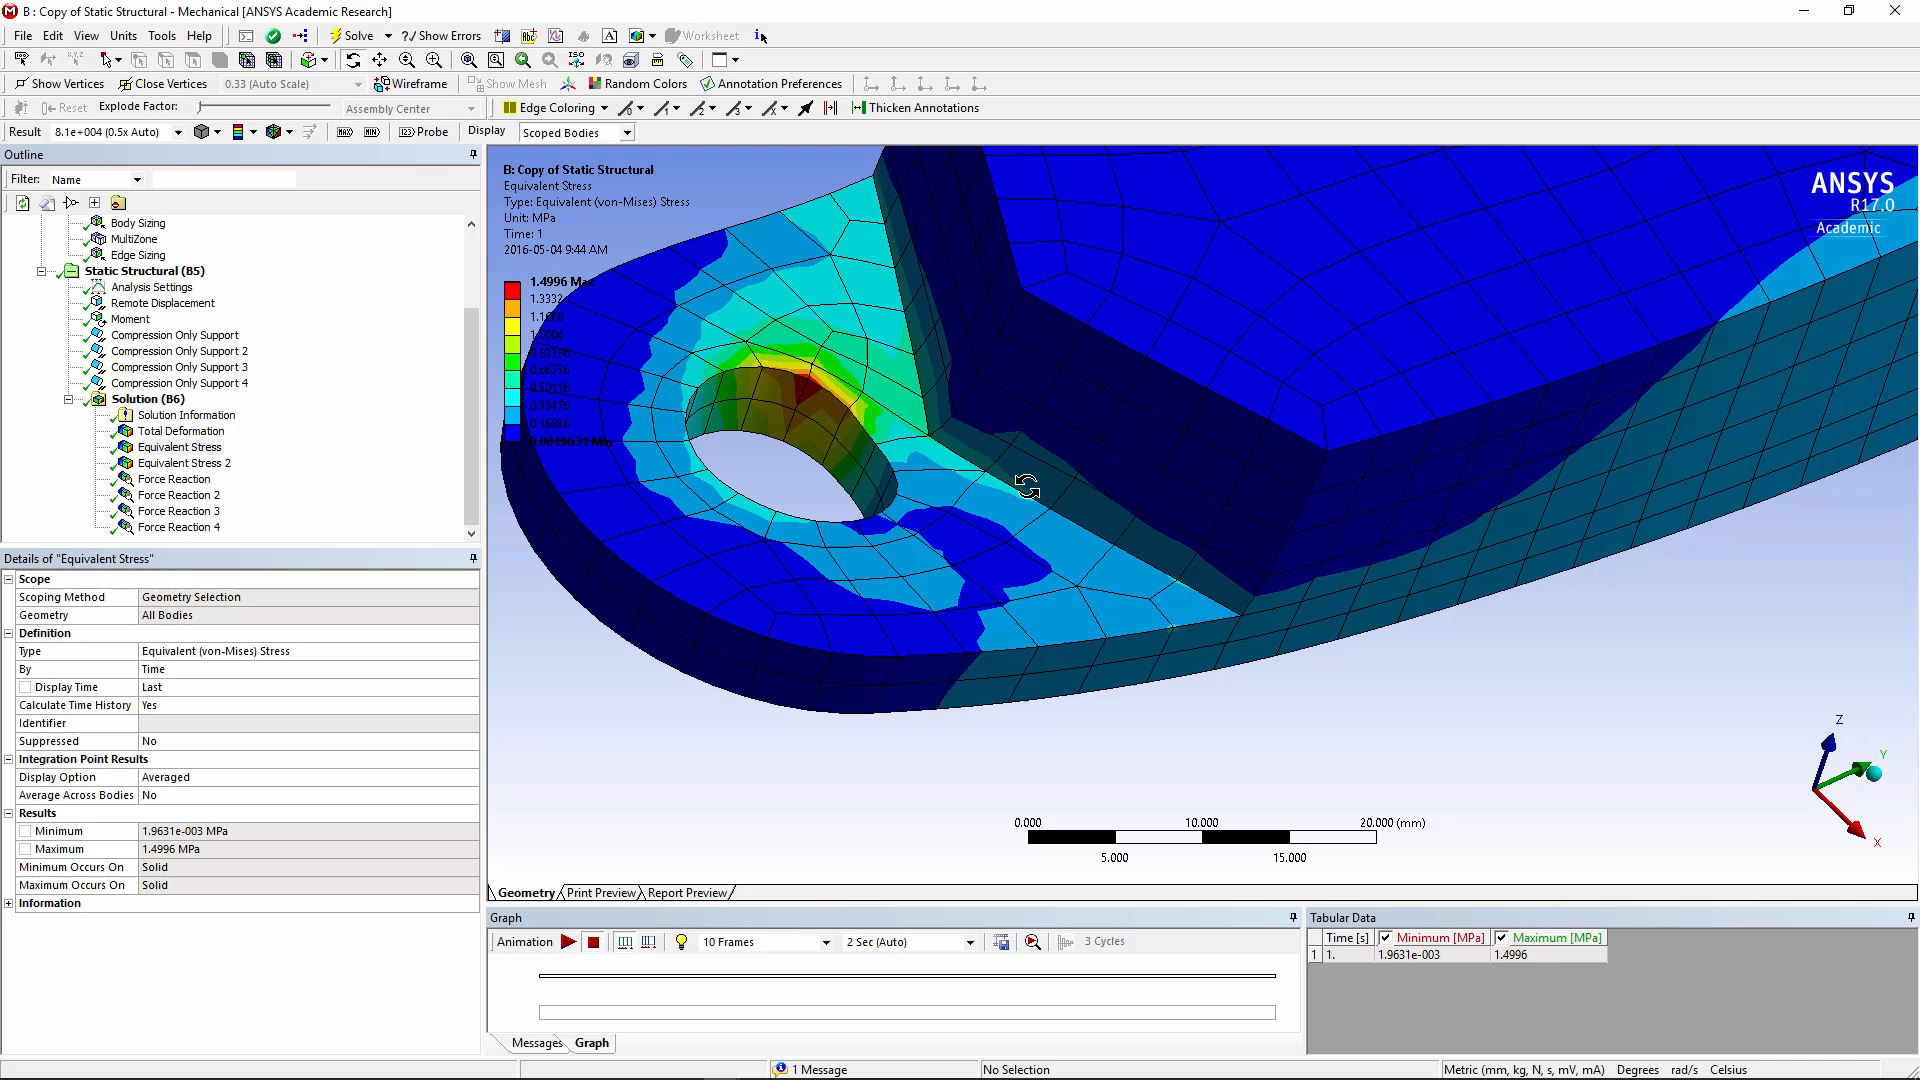 B : Copy of Static Structural - Mechanical [ANSYS Academic Research]
File Edit View Units Tools Help Solve ?/ Show Errors Worksheet
Show Vertices Close Vertices 0.33 (Auto Scale) Wireframe Show Mesh Random Colors Annotation Preferences
Reset Explode Factor: Assembly Center Edge Coloring Thicken Annotations
Result 8.1e+004 (0.5x Auto) MAX MIN Probe Display Scoped Bodies
Outline
Filter: Name
Body Sizing
MultiZone
Edge Sizing
Static Structural (B5)
Analysis Settings
Remote Displacement
Moment
Compression Only Support
Compression Only Support 2
Compression Only Support 3
Compression Only Support 4
Solution (B6)
Solution Information
Total Deformation
Equivalent Stress
Equivalent Stress 2
Force Reaction
Force Reaction 2
Force Reaction 3
Force Reaction 4
Details of "Equivalent Stress"
Scope
Scoping Method Geometry Selection
Geometry All Bodies
Definition
Type Equivalent (von-Mises) Stress
By Time
Display Time Last
Calculate Time History Yes
Identifier
Suppressed No
Integration Point Results
Display Option Averaged
Average Across Bodies No
Results
Minimum 1.9631e-003 MPa
Maximum 1.4996 MPa
Minimum Occurs On Solid
Maximum Occurs On Solid
Information
B: Copy of Static Structural
Equivalent Stress
Type: Equivalent (von-Mises) Stress
Unit: MPa
Time: 1
2016-05-04 9:44 AM
1.4996 Max
1.3332
1.0004
0.66756
0.50116
ANSYS
R17.0
Academic
0.000 10.000 20.000 (mm)
5.000 15.000
Z
Y
X
Geometry Print Preview Report Preview
Graph
Animation 10 Frames 2 Sec (Auto) 3 Cycles
Messages Graph
Tabular Data
Time [s] Minimum [MPa] Maximum [MPa]
1 1. 1.9631e-003 1.4996
1 Message No Selection Metric (mm, kg, N, s, mV, mA) Degrees rad/s Celsius